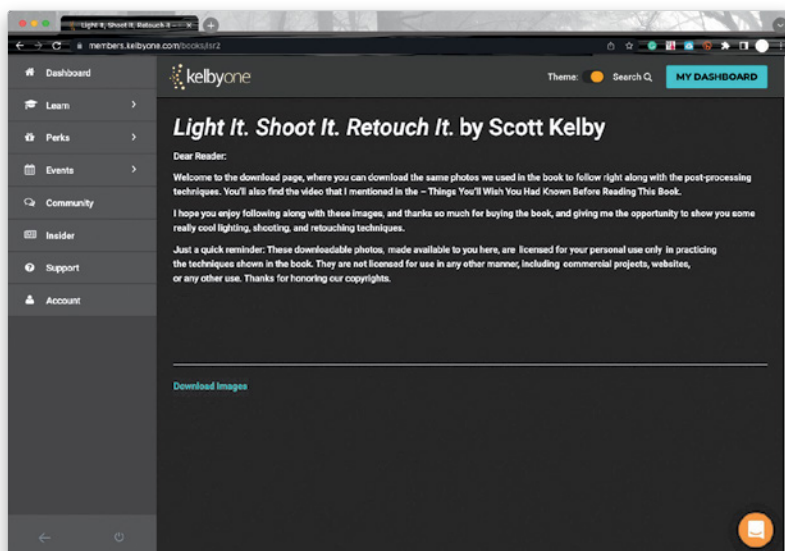 Light It, Shoot It, Retouch It -
members.kelbyone.com/books/lsr2
Dashboard
Learn
Perks
Events
Community
Insider
Support
Account
kelbyone
Theme:
Search
MY DASHBOARD
Light It. Shoot It. Retouch It. by Scott Kelby
Dear Reader:
Welcome to the download page, where you can download the same photos we used in the book to follow right along with the post-processing
techniques. You'll also find the video that I mentioned in the – Things You'll Wish You Had Known Before Reading This Book.
I hope you enjoy following along with these images, and thanks so much for buying the book, and giving me the opportunity to show you some
really cool lighting, shooting, and retouching techniques.
Just a quick reminder: These downloadable photos, made available to you here, are licensed for your personal use only in practicing
the techniques shown in the book. They are not licensed for use in any other manner, including commercial projects, websites,
or any other use. Thanks for honoring our copyrights.
Download Images